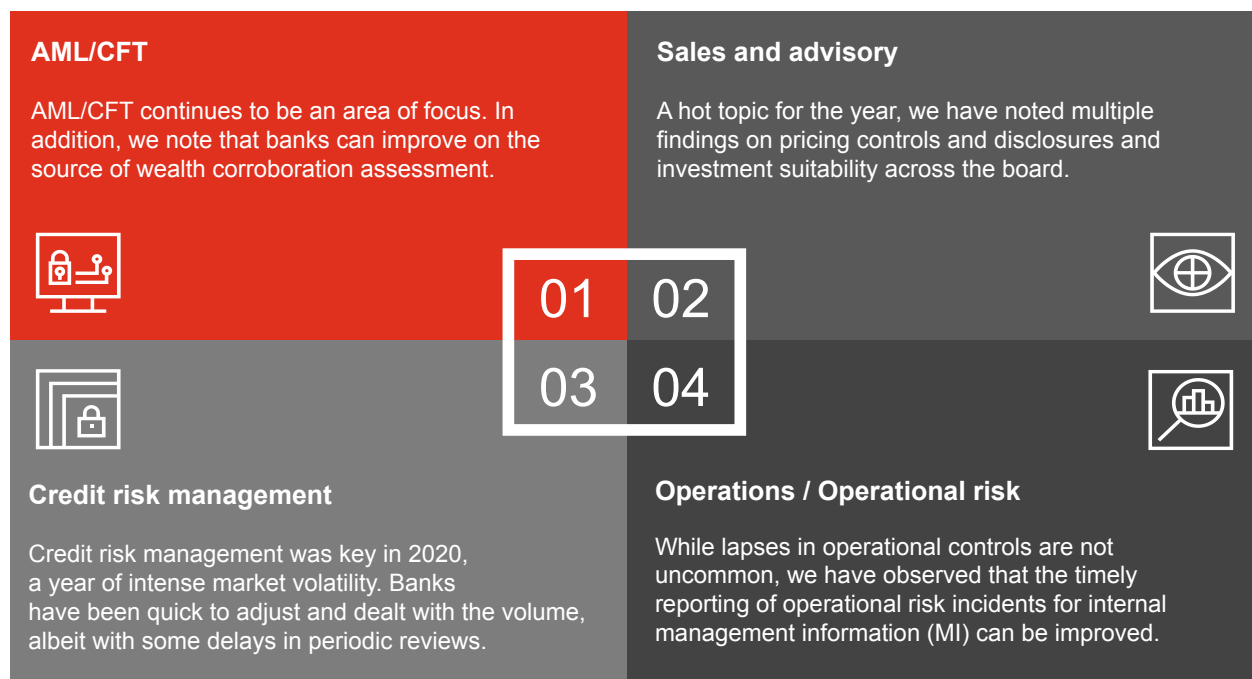 AML/CFT
AML/CFT continues to be an area of focus. In
addition, we note that banks can improve on the
source of wealth corroboration assessment.
Sales and advisory
A hot topic for the year, we have noted multiple
findings on pricing controls and disclosures and
investment suitability across the board.
01
02
03
04
Credit risk management
Credit risk management was key in 2020,
a year of intense market volatility. Banks
have been quick to adjust and dealt with the volume,
albeit with some delays in periodic reviews.
Operations / Operational risk
While lapses in operational controls are not
uncommon, we have observed that the timely
reporting of operational risk incidents for internal
management information (MI) can be improved.